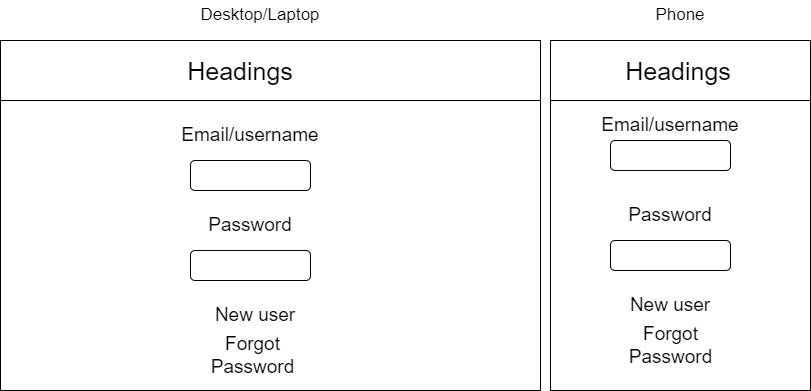 Desktop/Laptop
Phone
Headings
Headings
Email/username
Email/username
Password
Password
New user
New user
Forgot
Password
Forgot
Password